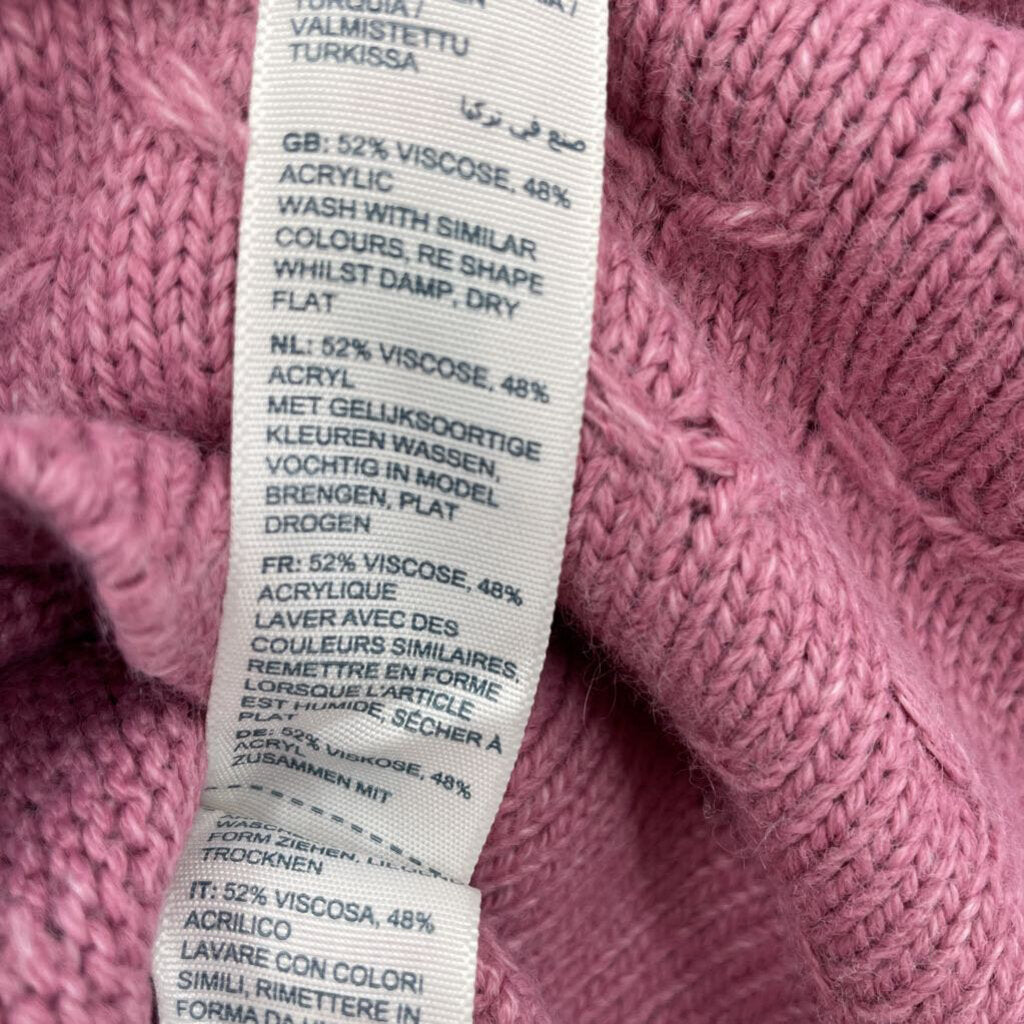 TURQUIA /
VALMISTETTU
TURKISSA
صنع في تركيا
GB: 52% VISCOSE, 48%
ACRYLIC
WASH WITH SIMILAR
COLOURS, RE SHAPE
WHILST DAMP, DRY
FLAT
NL: 52% VISCOSE, 48%
ACRYL
MET GELIJKSOORTIGE
KLEUREN WASSEN,
VOCHTIG IN MODEL
BRENGEN, PLAT
DROGEN
FR: 52% VISCOSE, 48%
ACRYLIQUE
LAVER AVEC DES
COULEURS SIMILAIRES,
REMETTRE EN FORME
LORSQUE L'ARTICLE
EST HUMIDE, SÉCHER À
PLAT
DE: 52% VISKOSE, 48%
ACRYL
ZUSAMMEN MIT
FORM ZIEHEN,
TROCKNEN
IT: 52% VISCOSA, 48%
ACRILICO
LAVARE CON COLORI
SIMILI, RIMETTERE IN
FORMA